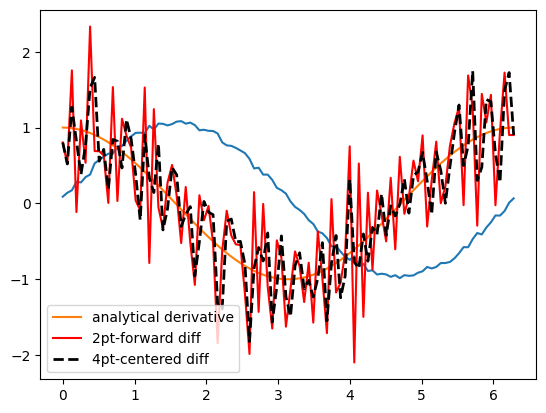 2
1
0
−1
−2
analytical derivative
2pt-forward diff
4pt-centered diff
0 1 2 3 4 5 6